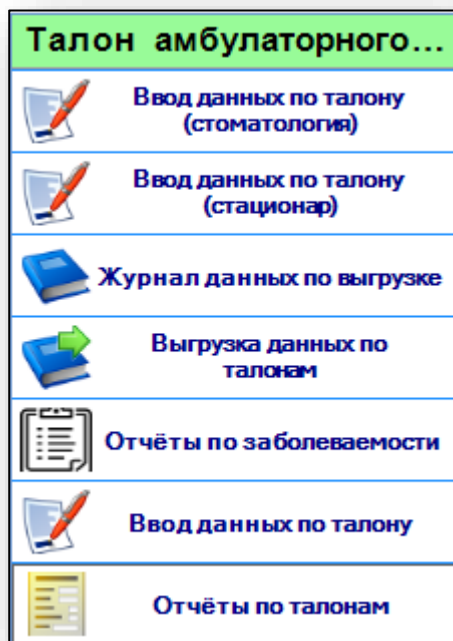 Талон амбулаторного...
Ввод данных по талону
(стоматология)
Ввод данных по талону
(стационар)
Журнал данных по выгрузке
Выгрузка данных по
талонам
Отчёты по заболеваемости
Ввод данных по талону
Отчёты по талонам